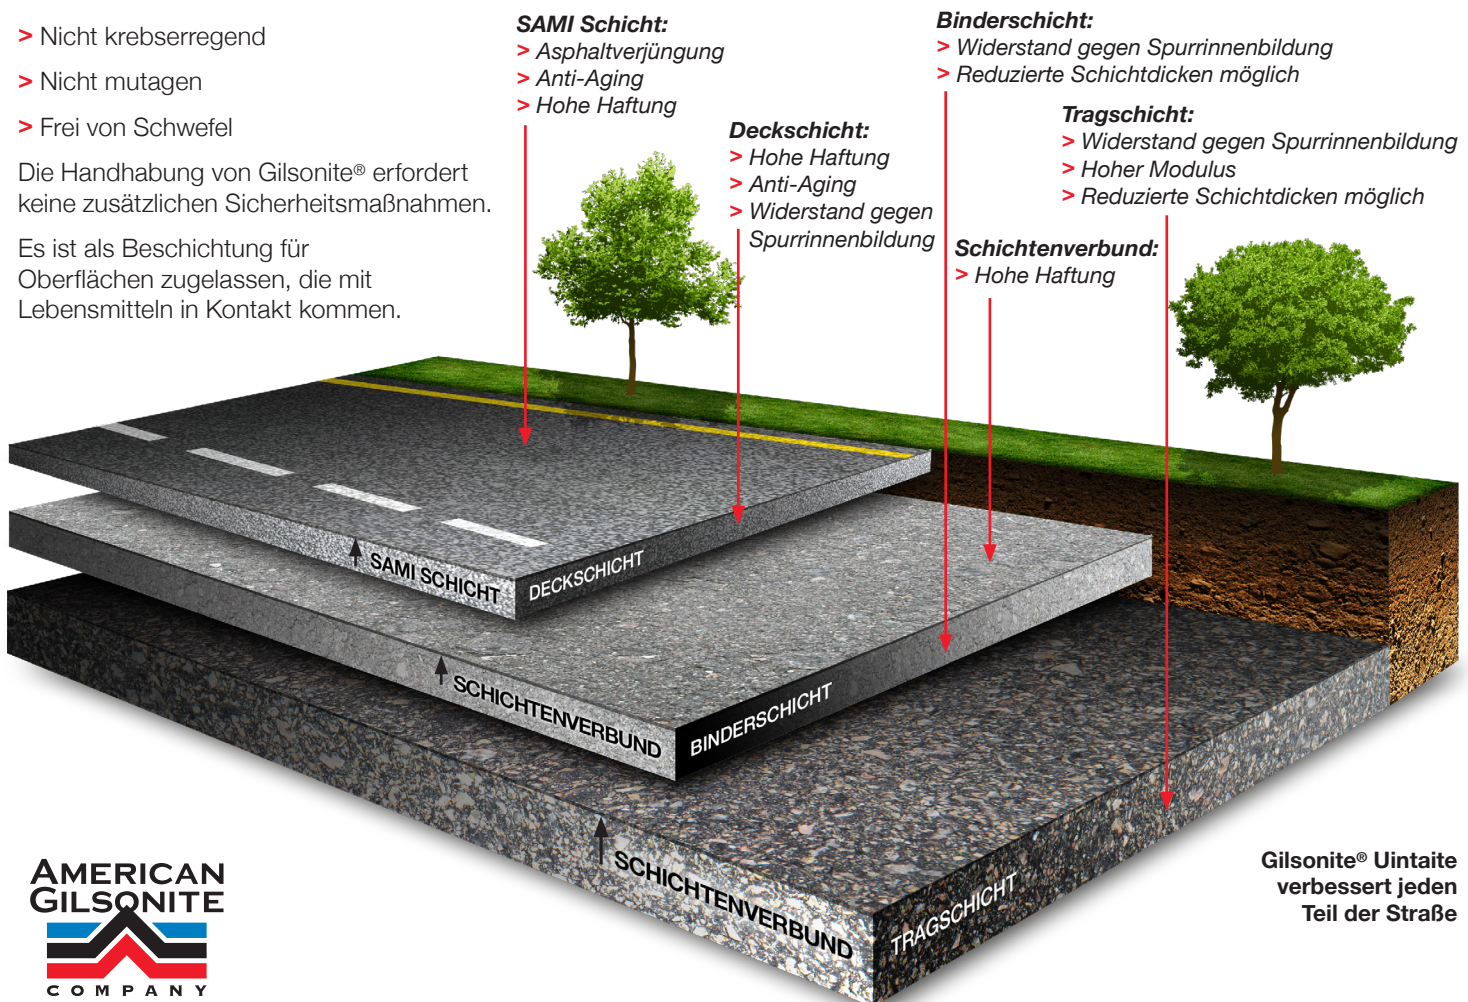 > Nicht krebserregend
> Nicht mutagen
> Frei von Schwefel
Die Handhabung von Gilsonite® erfordert
keine zusätzlichen Sicherheitsmaßnahmen.
Es ist als Beschichtung für
Oberflächen zugelassen, die mit
Lebensmitteln in Kontakt kommen.
SAMI Schicht:
> Asphaltverjüngung
> Anti-Aging
> Hohe Haftung
Deckschicht:
> Hohe Haftung
> Anti-Aging
> Widerstand gegen
Spurrinnenbildung
Binderschicht:
> Widerstand gegen Spurrinnenbildung
> Reduzierte Schichtdicken möglich
Tragschicht:
> Widerstand gegen Spurrinnenbildung
> Hoher Modulus
> Reduzierte Schichtdicken möglich
Schichtenverbund:
> Hohe Haftung
SAMI SCHICHT
DECKSCHICHT
SCHICHTENVERBUND
BINDERSCHICHT
SCHICHTENVERBUND
TRAGSCHICHT
Gilsonite® Uintaite
verbessert jeden
Teil der Straße
AMERICAN
GILSONITE
COMPANY